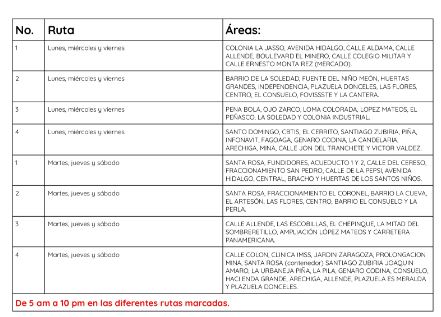 No. Ruta Áreas:
1 Lunes, miércoles y viernes COLONIA LA JASSO, AVENIDA HIDALGO, CALLE ALDAMA, CALLE
ALLENDE, BOULEVARD EL MINERO, CALLE COLEGIO MILITAR Y
CALLE ERNESTO MONTA REZ (MERCADO).
2 Lunes, miércoles y viernes BARRIO DE LA SOLEDAD, FUENTE DEL NIÑO MEÓN, HUERTAS
GRANDES, INDEPENDENCIA, PLAZUELA DONCELES, LAS FLORES,
CENTRO, EL CONSUELO, FOVISSSTE Y LA CANTERA.
3 Lunes, miércoles y viernes PENA BOLA, OJO ZARCO, LOMA COLORADA, LÓPEZ MATEOS, EL
PEÑASCO, LA SOLEDAD Y COLONIA INDUSTRIAL.
4 Lunes, miércoles y viernes SANTO DOMINGO, CBTIS, EL CERRITO, SANTIAGO ZUBIRIA, PIÑA,
INFONAVIT, FAGOAGA, GENARO CODINA, LA CANDELARIA,
ARECHIGA, MINA, CALLE JON DEL TRANCHETE Y VICTOR VALDEZ.
1 Martes, jueves y sábado SANTA ROSA, FUNDIDORES, ACUEDUCTO 1 Y 2, CALLE DEL CERESO,
FRACCIONAMIENTO SAN PEDRO, CALLE DE LA PEPSI, AVENIDA
HIDALGO, CENTRAL, BRACHO Y HUERTAS DE LOS SANTOS NIÑOS.
2 Martes, jueves y sábado SANTA ROSA, FRACCIONAMIENTO EL CORONEL, BARRIO LA CUEVA,
EL ARTESÓN, LAS FLORES, CENTRO, BARRIO EL CONSUELO Y LA
PERLA.
3 Martes, jueves y sábado CALLE ALLENDE, LAS ESCOBILLAS, EL CHEPINQUE, LA MITAD DEL
SOMBRERETILLO, AMPLIACIÓN LÓPEZ MATEOS Y CARRETERA
PANAMERICANA.
4 Martes, jueves y sábado CALLE COLON, CLINICA IMSS, JARDIN ZARAGOZA, PROLONGACION
MINA, SANTA ROSA (contenedor) SANTIAGO ZUBIRIA JOAQUIN
AMARO, LA URBANEJA PIÑA, LA PILA, GENARO CODINA, CONSUELO,
HACIENDA GRANDE, ARECHIGA, ALLENDE, PLAZUELA ES MERALDA
Y PLAZUELA DONCELES.
De 5 am a 10 pm en las diferentes rutas marcadas.